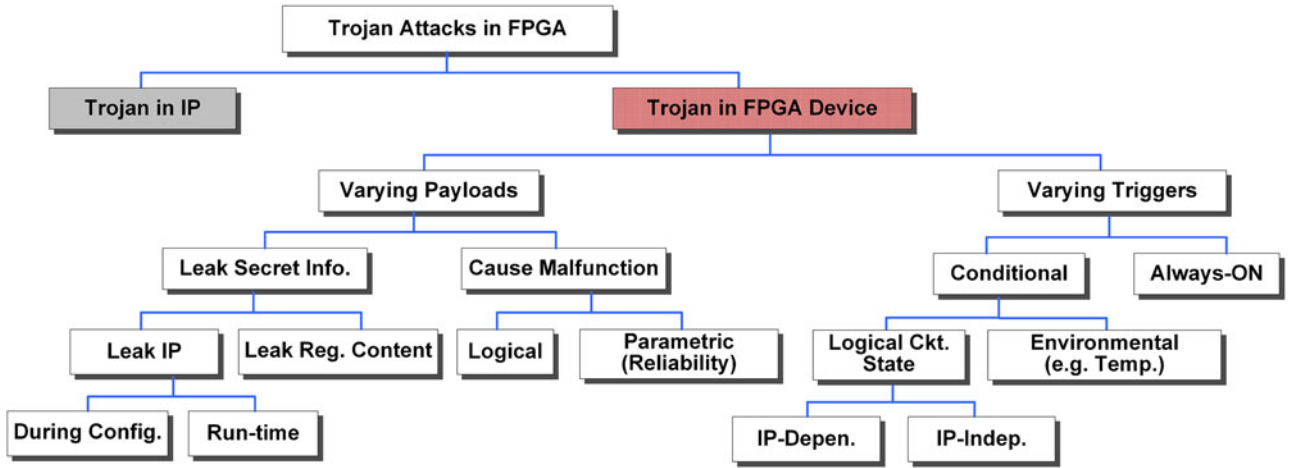 Trojan Attacks in FPGA
Trojan in IP
Trojan in FPGA Device
Varying Payloads
Varying Triggers
Leak Secret Info.
Cause Malfunction
Conditional
Always-ON
Leak IP
Leak Reg. Content
Logical
Parametric
(Reliability)
Logical Ckt.
State
Environmental
(e.g. Temp.)
During Config.
Run-time
IP-Depen.
IP-Indep.